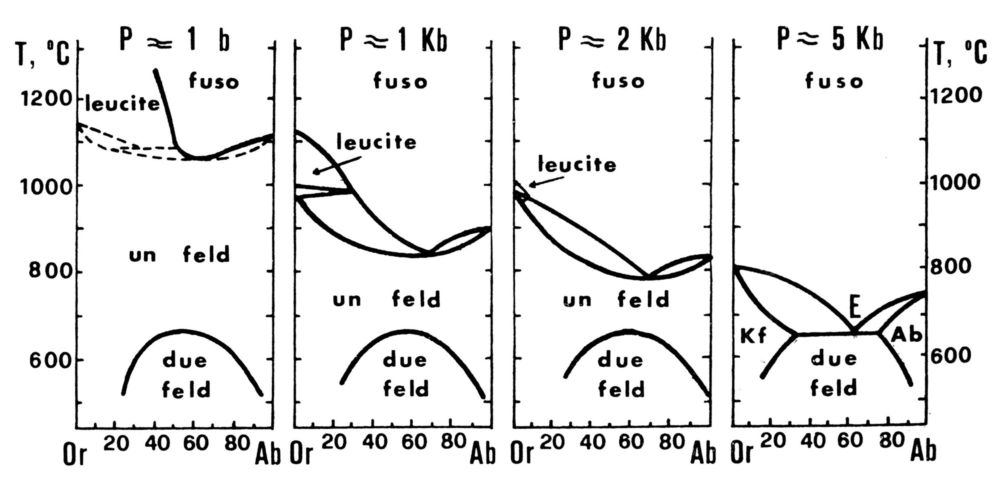 P ≈ 1 b
P ≈ 1 Kb
P ≈ 2 Kb
P ≈ 5 Kb
T, °C
T, °C
fuso
fuso
fuso
fuso
1200
leucite
1200
leucite
leucite
1000
1000
un feld
800
un feld
un feld
800
E
Kf
Ab
600
due
feld
due
feld
due
feld
due
feld
600
20 40 60 80
20 40 60 80
20 40 60 80
20 40 60 80
Or Ab
Or Ab
Or Ab
Or Ab